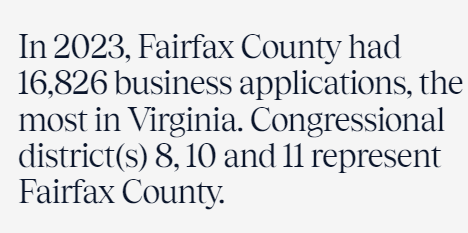 In 2023, Fairfax County had
16,826 business applications, the
most in Virginia. Congressional
district(s) 8, 10 and 11 represent
Fairfax County.